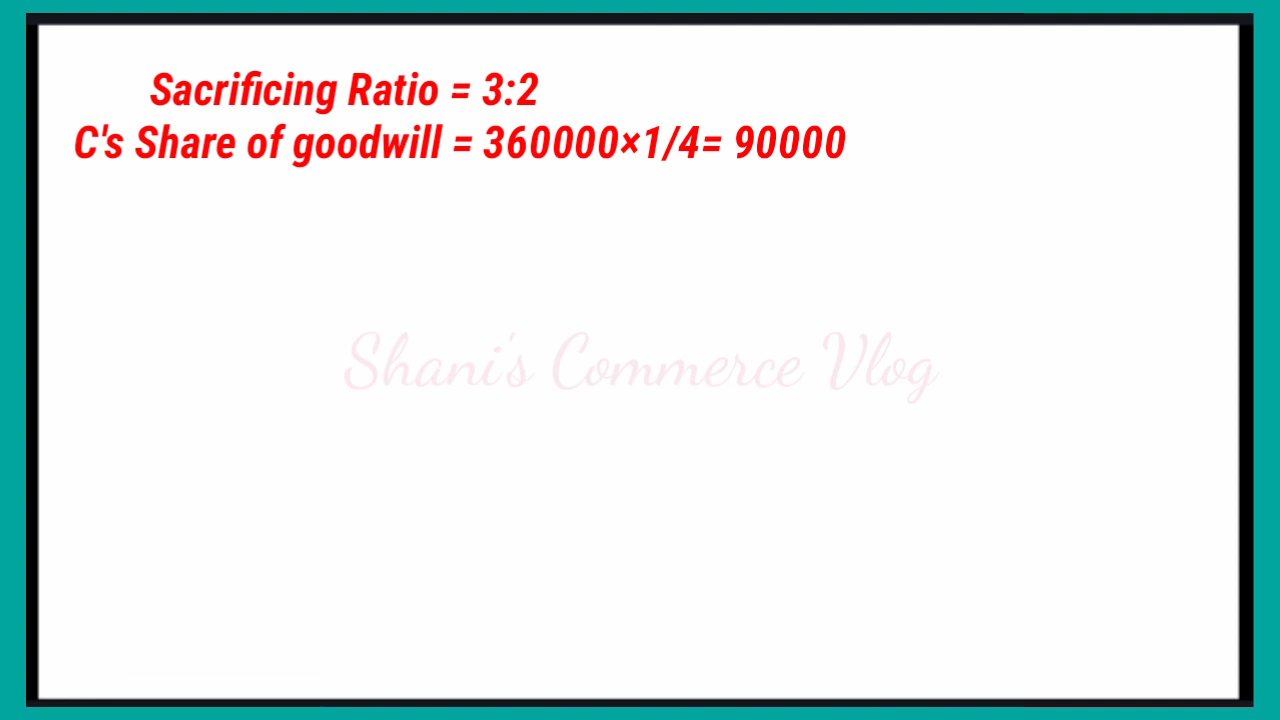 Sacrificing Ratio = 3:2
C's Share of goodwill = 360000×1/4= 90000
Shani's Commerce Vlog